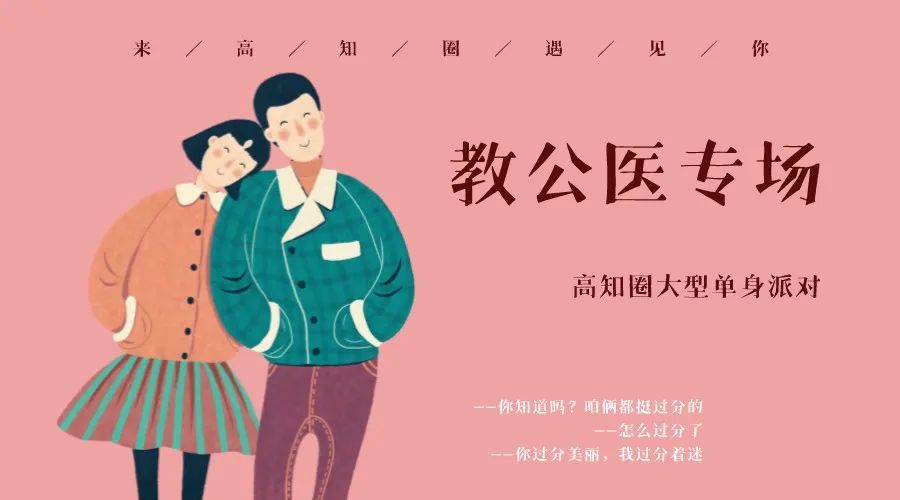 来／高／知／圈／遇／见／你
教公医专场
高知圈大型单身派对
--你知道吗？咱俩都挺过分的
--怎么过分了
--你过分美丽，我过分着迷